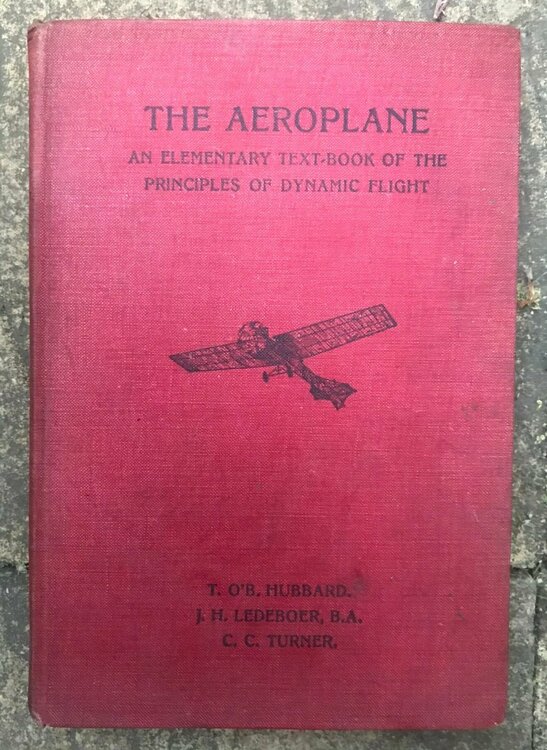 THE AEROPLANE
AN ELEMENTARY TEXT-BOOK OF THE
PRINCIPLES OF DYNAMIC FLIGHT
T. O'B. HUBBARD.
J. H. LEDEBOER, B.A.
C. C. TURNER.